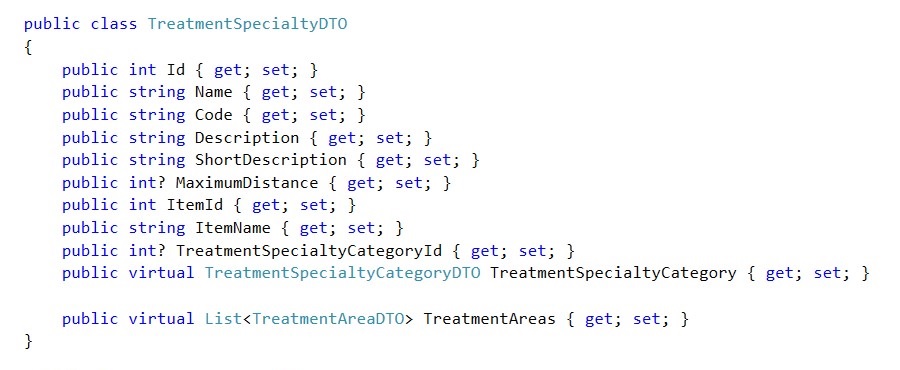 public class TreatmentSpecialtyDTO
{
    public int Id { get; set; }
    public string Name { get; set; }
    public string Code { get; set; }
    public string Description { get; set; }
    public string ShortDescription { get; set; }
    public int? MaximumDistance { get; set; }
    public int ItemId { get; set; }
    public string ItemName { get; set; }
    public int? TreatmentSpecialtyCategoryId { get; set; }
    public virtual TreatmentSpecialtyCategoryDTO TreatmentSpecialtyCategory { get; set; }

    public virtual List<TreatmentAreaDTO> TreatmentAreas { get; set; }
}